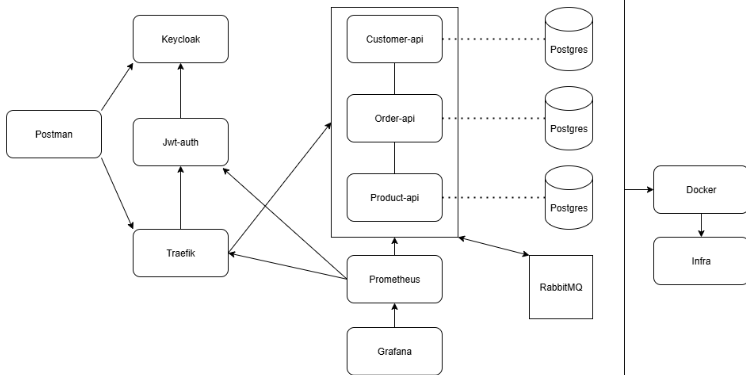 Keycloak
Customer-api
Postgres
Postman
Jwt-auth
Order-api
Postgres
Product-api
Postgres
Docker
Traefik
Prometheus
RabbitMQ
Infra
Grafana